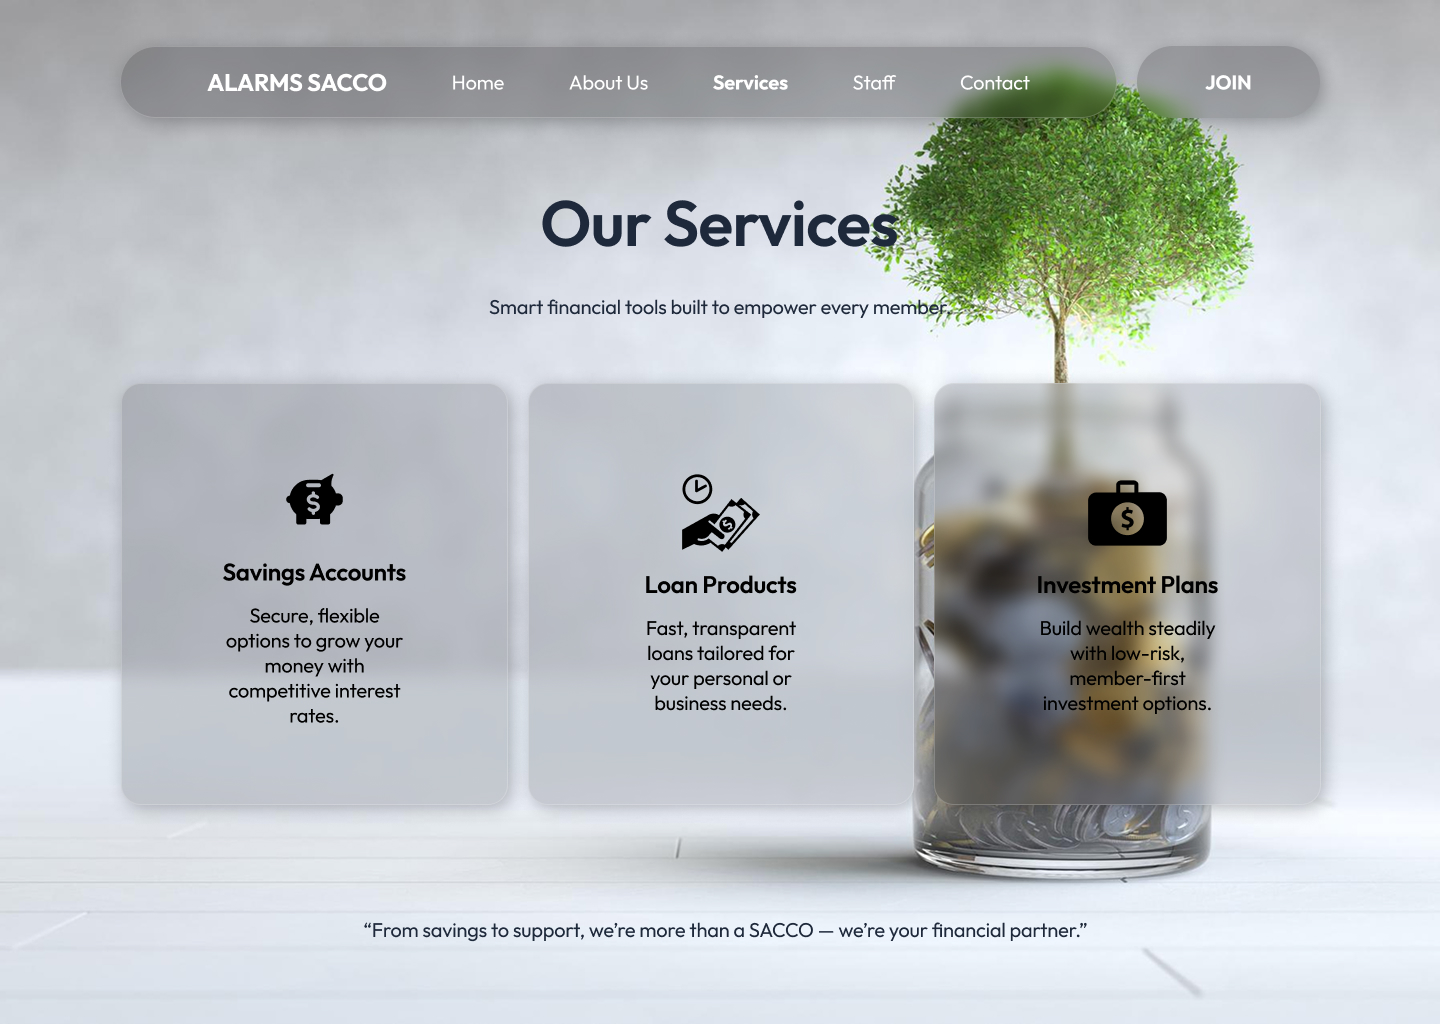 ALARMS SACCO
Home
About Us
Services
Staff
Contact
JOIN
Our Services
Smart financial tools built to empower every member.
$
Savings Accounts
Secure, flexible
options to grow your
money with
competitive interest
rates.
$
Loan Products
Fast, transparent
loans tailored for
your personal or
business needs.
$
Investment Plans
Build wealth steadily
with low-risk,
member-first
investment options.
“From savings to support, we’re more than a SACCO — we’re your financial partner.”